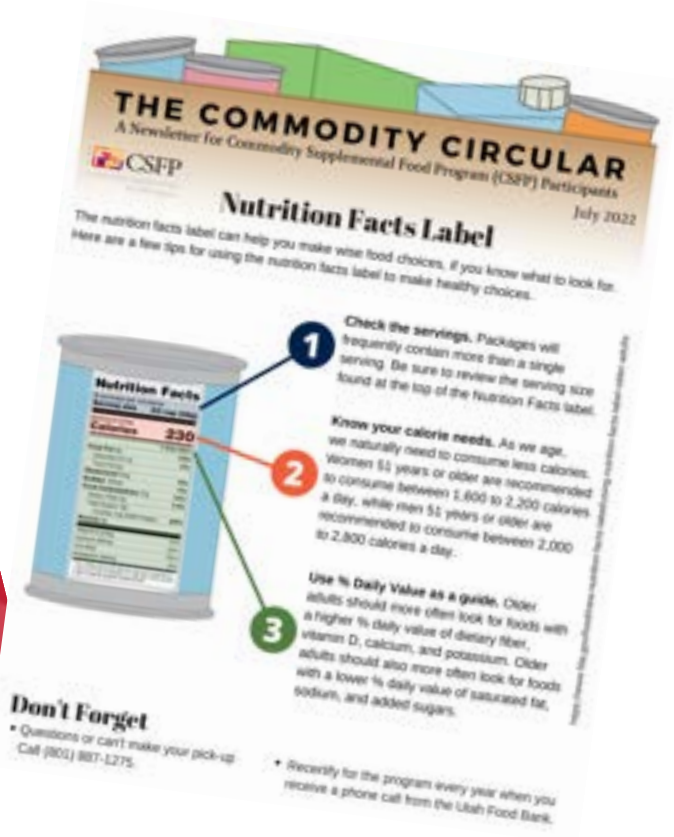 THE COMMODITY CIRCULAR
A Newsletter for Commodity Supplemental Food Program (CSFP) Participants
CSFP
July 2022
Nutrition Facts Label
The nutrition facts label can help you make wise food choices, if you know what to look for.
Here are a few tips for using the nutrition facts label to make healthy choices.
Nutrition Facts
Calories 230
1
Check the servings. Packages will
frequently contain more than a single
serving. Be sure to review the serving size
found at the top of the Nutrition Facts label.
2
Know your calorie needs. As we age,
we naturally need to consume less calories.
Women 51 years or older are recommended
to consume between 1,600 to 2,200 calories
a day, while men 51 years or older are
recommended to consume between 2,000
to 2,800 calories a day.
3
Use % Daily Value as a guide. Older
adults should more often look for foods with
a higher % daily value of dietary fiber,
vitamin D, calcium, and potassium. Older
adults should also more often look for foods
with a lower % daily value of saturated fat,
sodium, and added sugars.
Don't Forget
• Questions or can't make your pick-up
Call (801) 887-1275.
• Recertify for the program every year when you
receive a phone call from the Utah Food Bank.